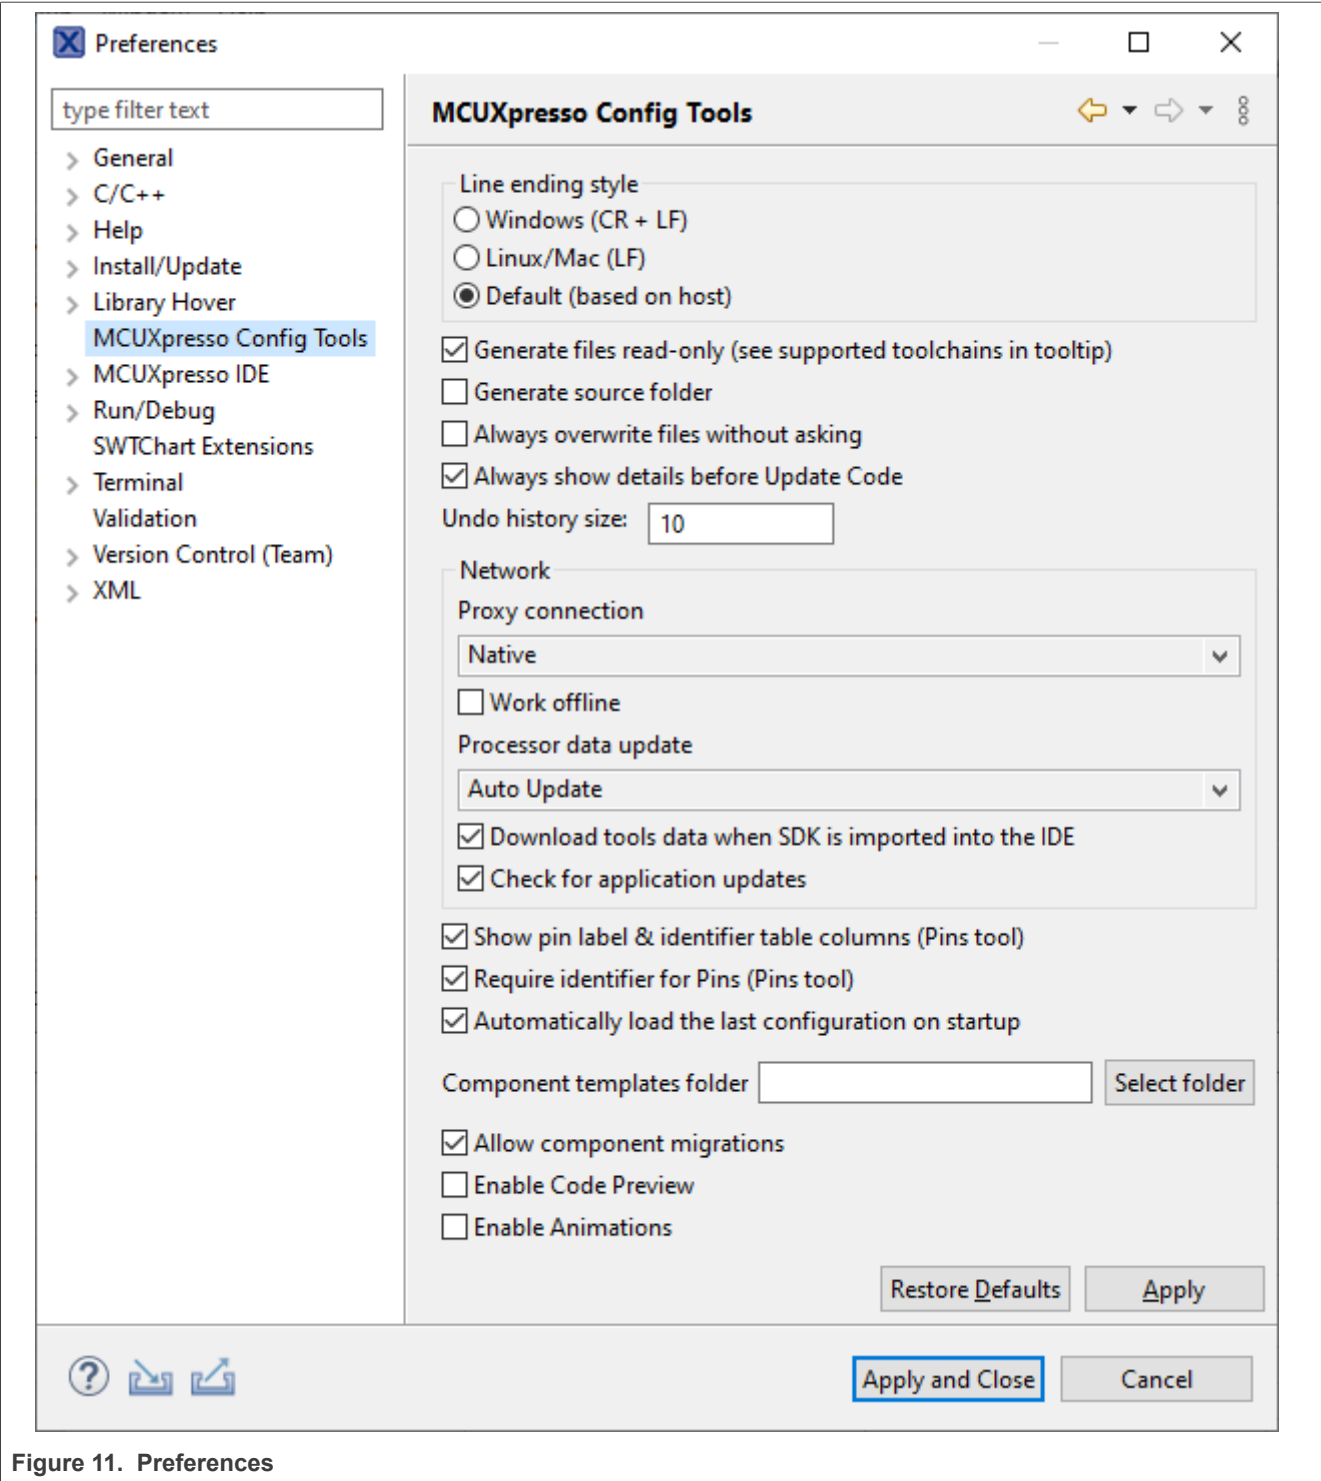 Preferences
type filter text
General
C/C++
Help
Install/Update
Library Hover
MCUXpresso Config Tools
MCUXpresso IDE
Run/Debug
SWTChart Extensions
Terminal
Validation
Version Control (Team)
XML
MCUXpresso Config Tools
Line ending style
Windows (CR + LF)
Linux/Mac (LF)
Default (based on host)
Generate files read-only (see supported toolchains in tooltip)
Generate source folder
Always overwrite files without asking
Always show details before Update Code
Undo history size: 10
Network
Proxy connection
Native
Work offline
Processor data update
Auto Update
Download tools data when SDK is imported into the IDE
Check for application updates
Show pin label & identifier table columns (Pins tool)
Require identifier for Pins (Pins tool)
Automatically load the last configuration on startup
Component templates folder Select folder
Allow component migrations
Enable Code Preview
Enable Animations
Restore Defaults Apply
Apply and Close Cancel
Figure 11. Preferences